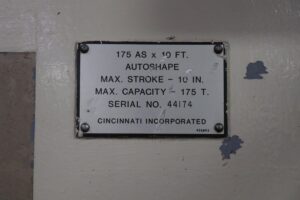 175 AS x 10 FT.
AUTOSHAPE
MAX. STROKE - 10 IN.
MAX. CAPACITY - 175 T.
SERIAL NO. 44174
CINCINNATI INCORPORATED